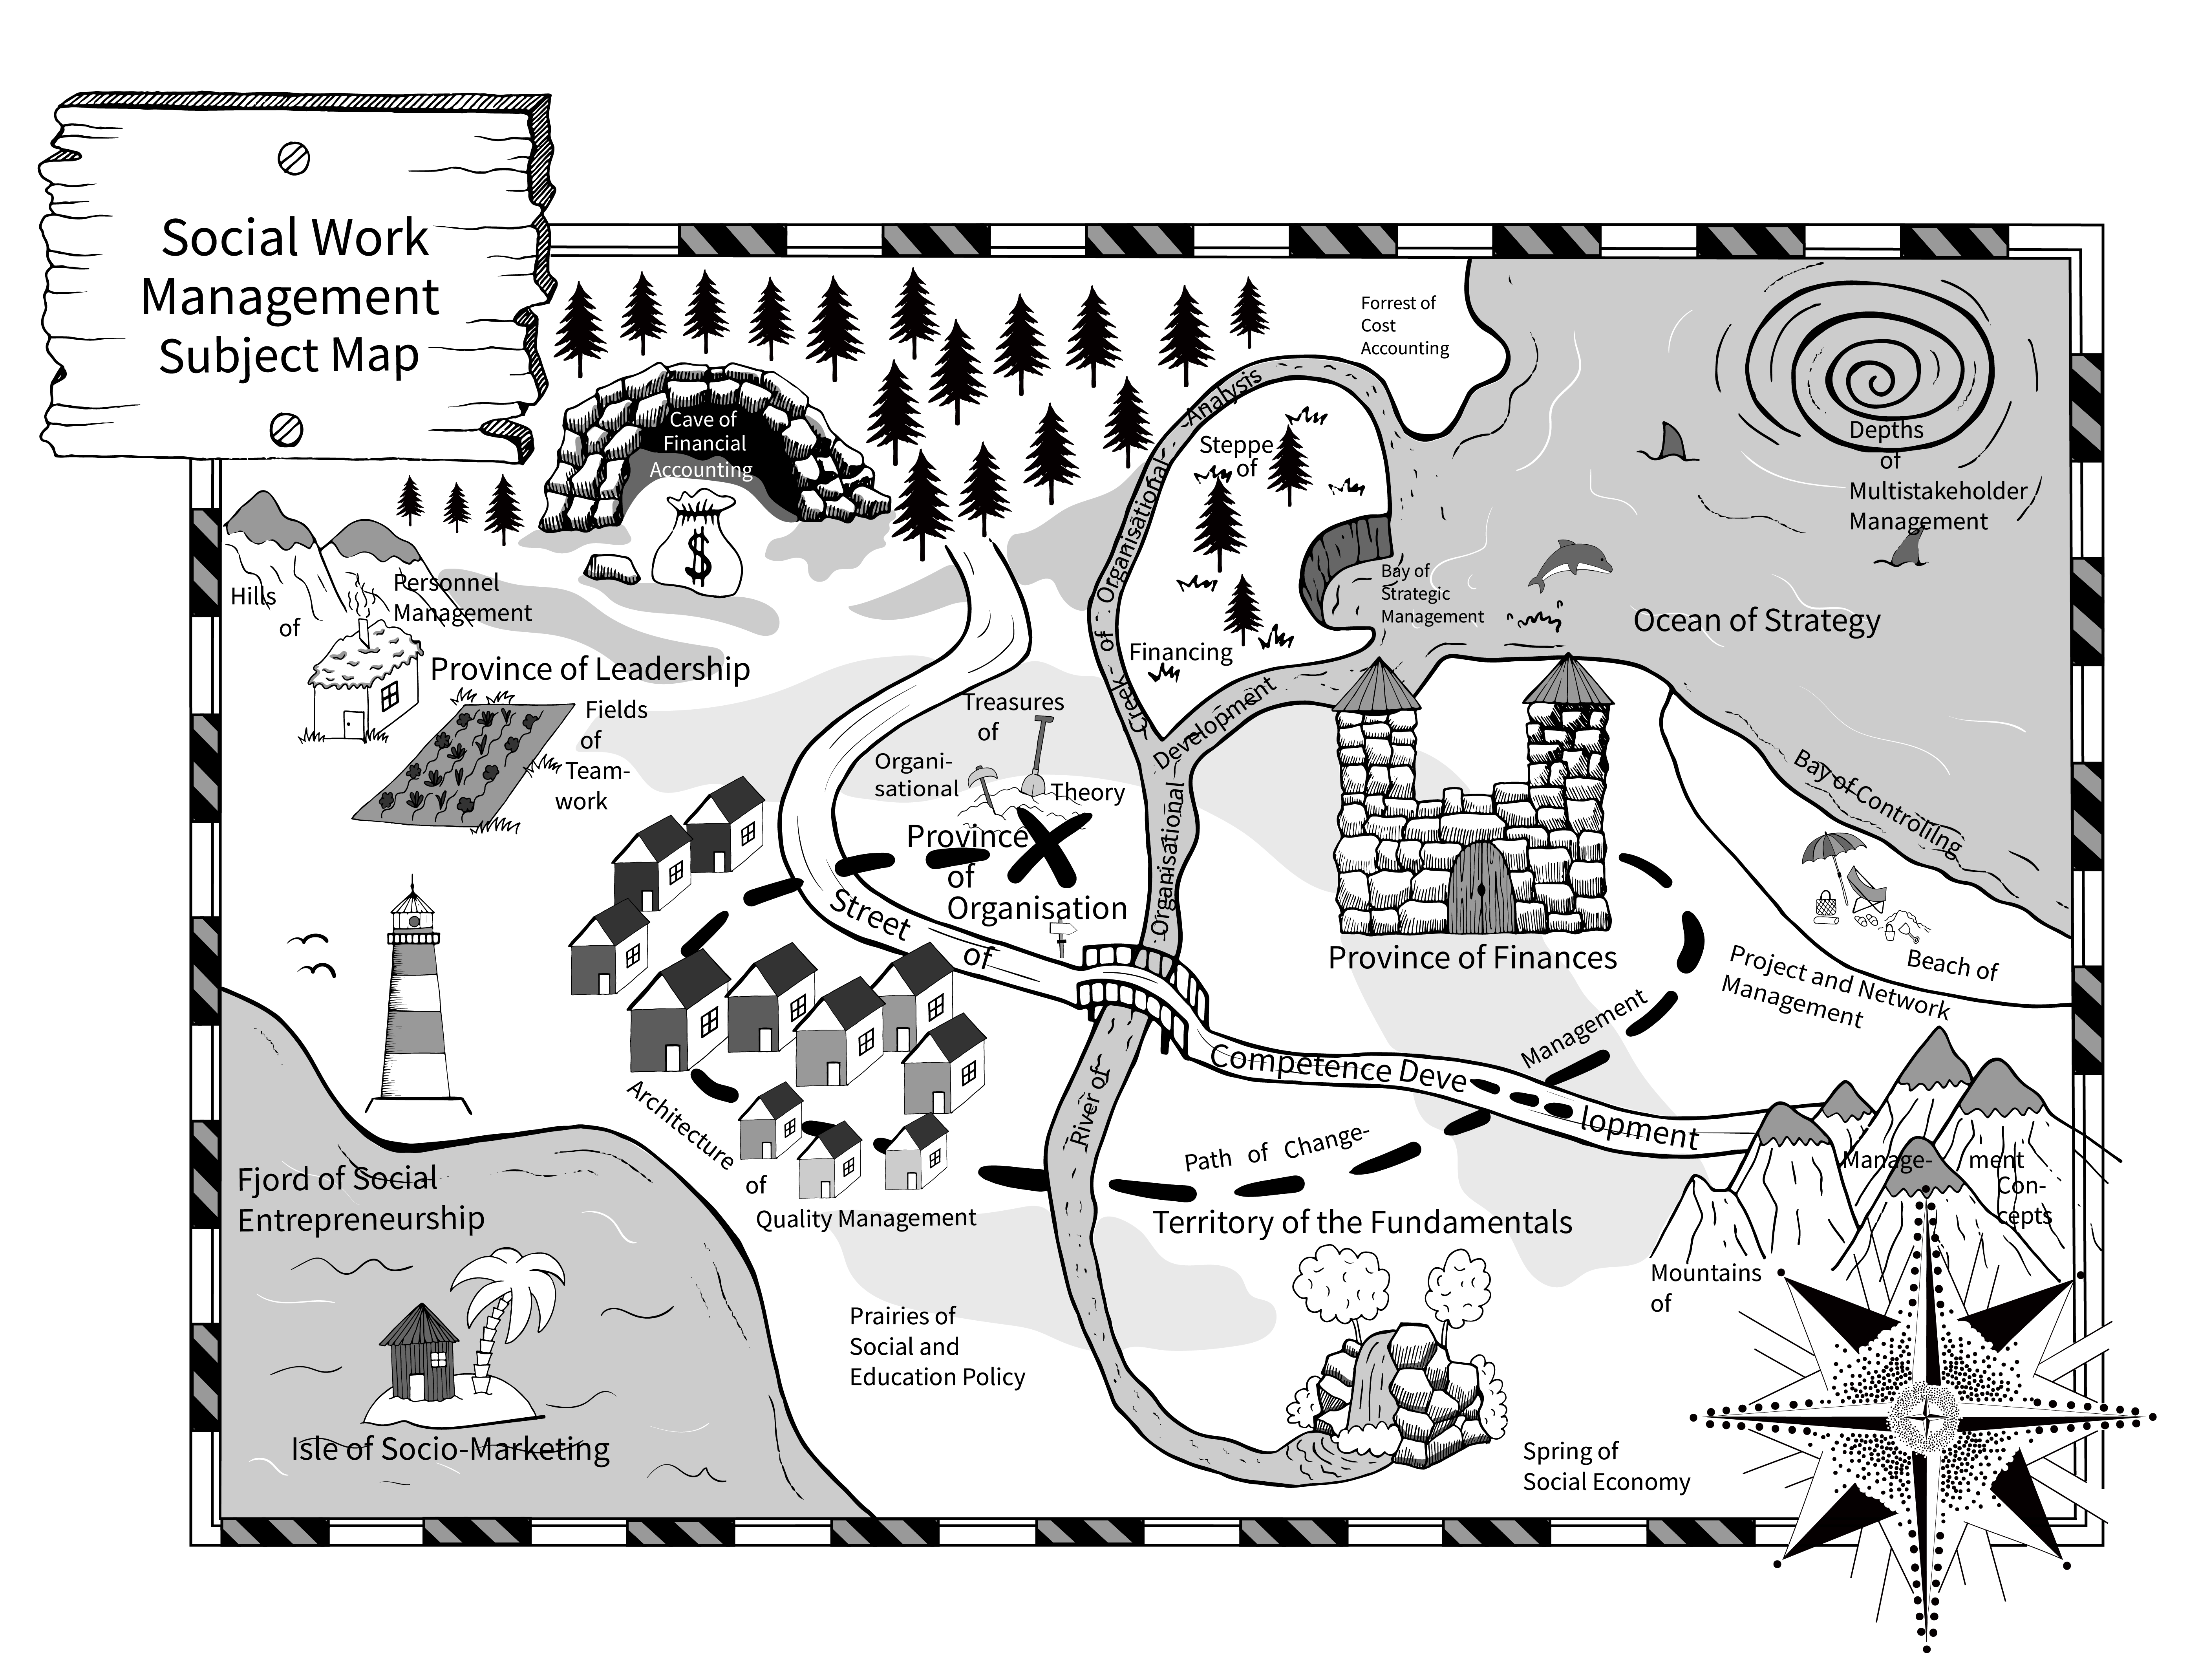 Social Work
Management
Subject Map
Forrest of
Cost
Accounting
Cave of
Financial
Accounting
Creek of Organisational Analysis
Steppe
of
Financing
Depths
of
Multistakeholder
Management
Bay of
Strategic
Management
Ocean of Strategy
Hills
of
Personnel
Management
Province of Leadership
Fields
of
Team-
work
Treasures
of
Organi-
sational
Theory
Province
of
Organisation
River of
Organisational
Development
Bay of Controlilng
Beach of
Project and Network
Management
Province of Finances
Street
of
Competence Deve
lopment
Path of Change-
Management
Architecture
of
Quality Management
Territory of the Fundamentals
Mountains
of
Manage-
ment
Con-
cepts
Fjord of Social
Entrepreneurship
Isle of Socio-Marketing
Prairies of
Social and
Education Policy
Spring of
Social Economy
$